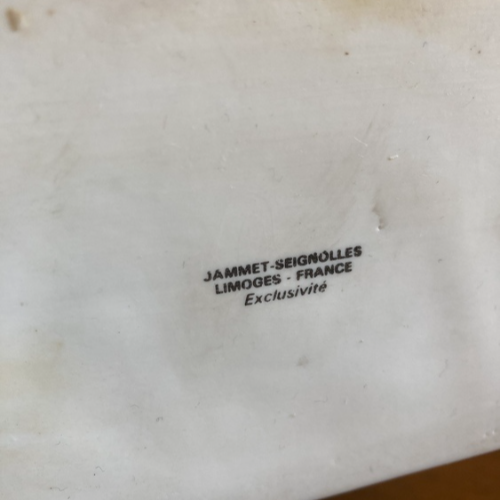 JAMMET-SEIGNOLLES
LIMOGES - FRANCE
Exclusivité